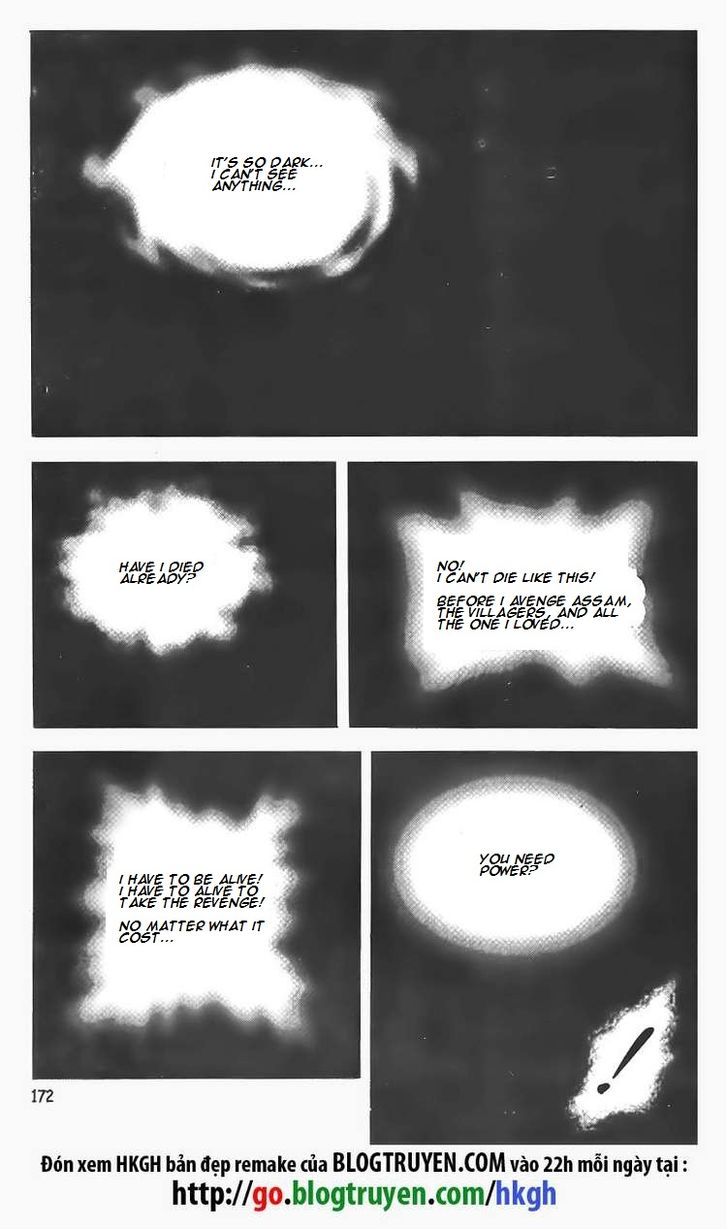 IT'S SO DARK...
I CAN'T SEE
ANYTHING...
HAVE I DIED
ALREADY?
NO!
I CAN'T DIE LIKE THIS!
BEFORE I AVENGE ASSAM,
THE VILLAGERS, AND ALL
THE ONE I LOVED...
I HAVE TO BE ALIVE!
I HAVE TO ALIVE TO
TAKE THE REVENGE!
NO MATTER WHAT IT
COST...
YOU NEED
POWER?
!
172
Đón xem HKGH bản đẹp remake của BLOGTRUYEN.COM vào 22h mỗi ngày tại :
http://go.blogtruyen.com/hkgh